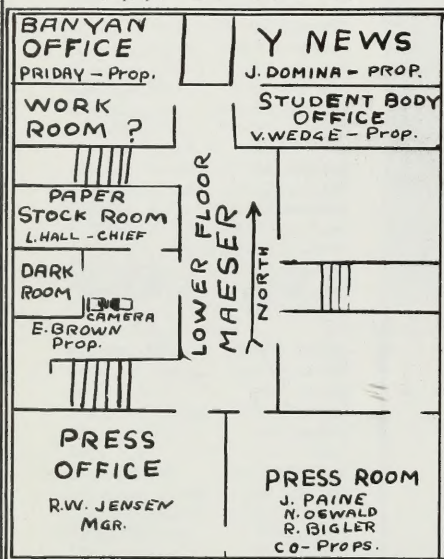 BANYAN
OFFICE
PRIDAY - Prop.
Y NEWS
J. DOMINA - PROP.
WORK
ROOM ?
STUDENT BODY
OFFICE
V. WEDGE - Prop.
PAPER
STOCK ROOM
L. HALL - CHIEF
DARK
ROOM
CAMERA
E. BROWN
Prop.
LOWER FLOOR
MAESER
NORTH
PRESS
OFFICE
R.W. JENSEN
MGR.
PRESS ROOM
J. PAINE
N. OSWALD
R. BIGLER
CO-PROPS.